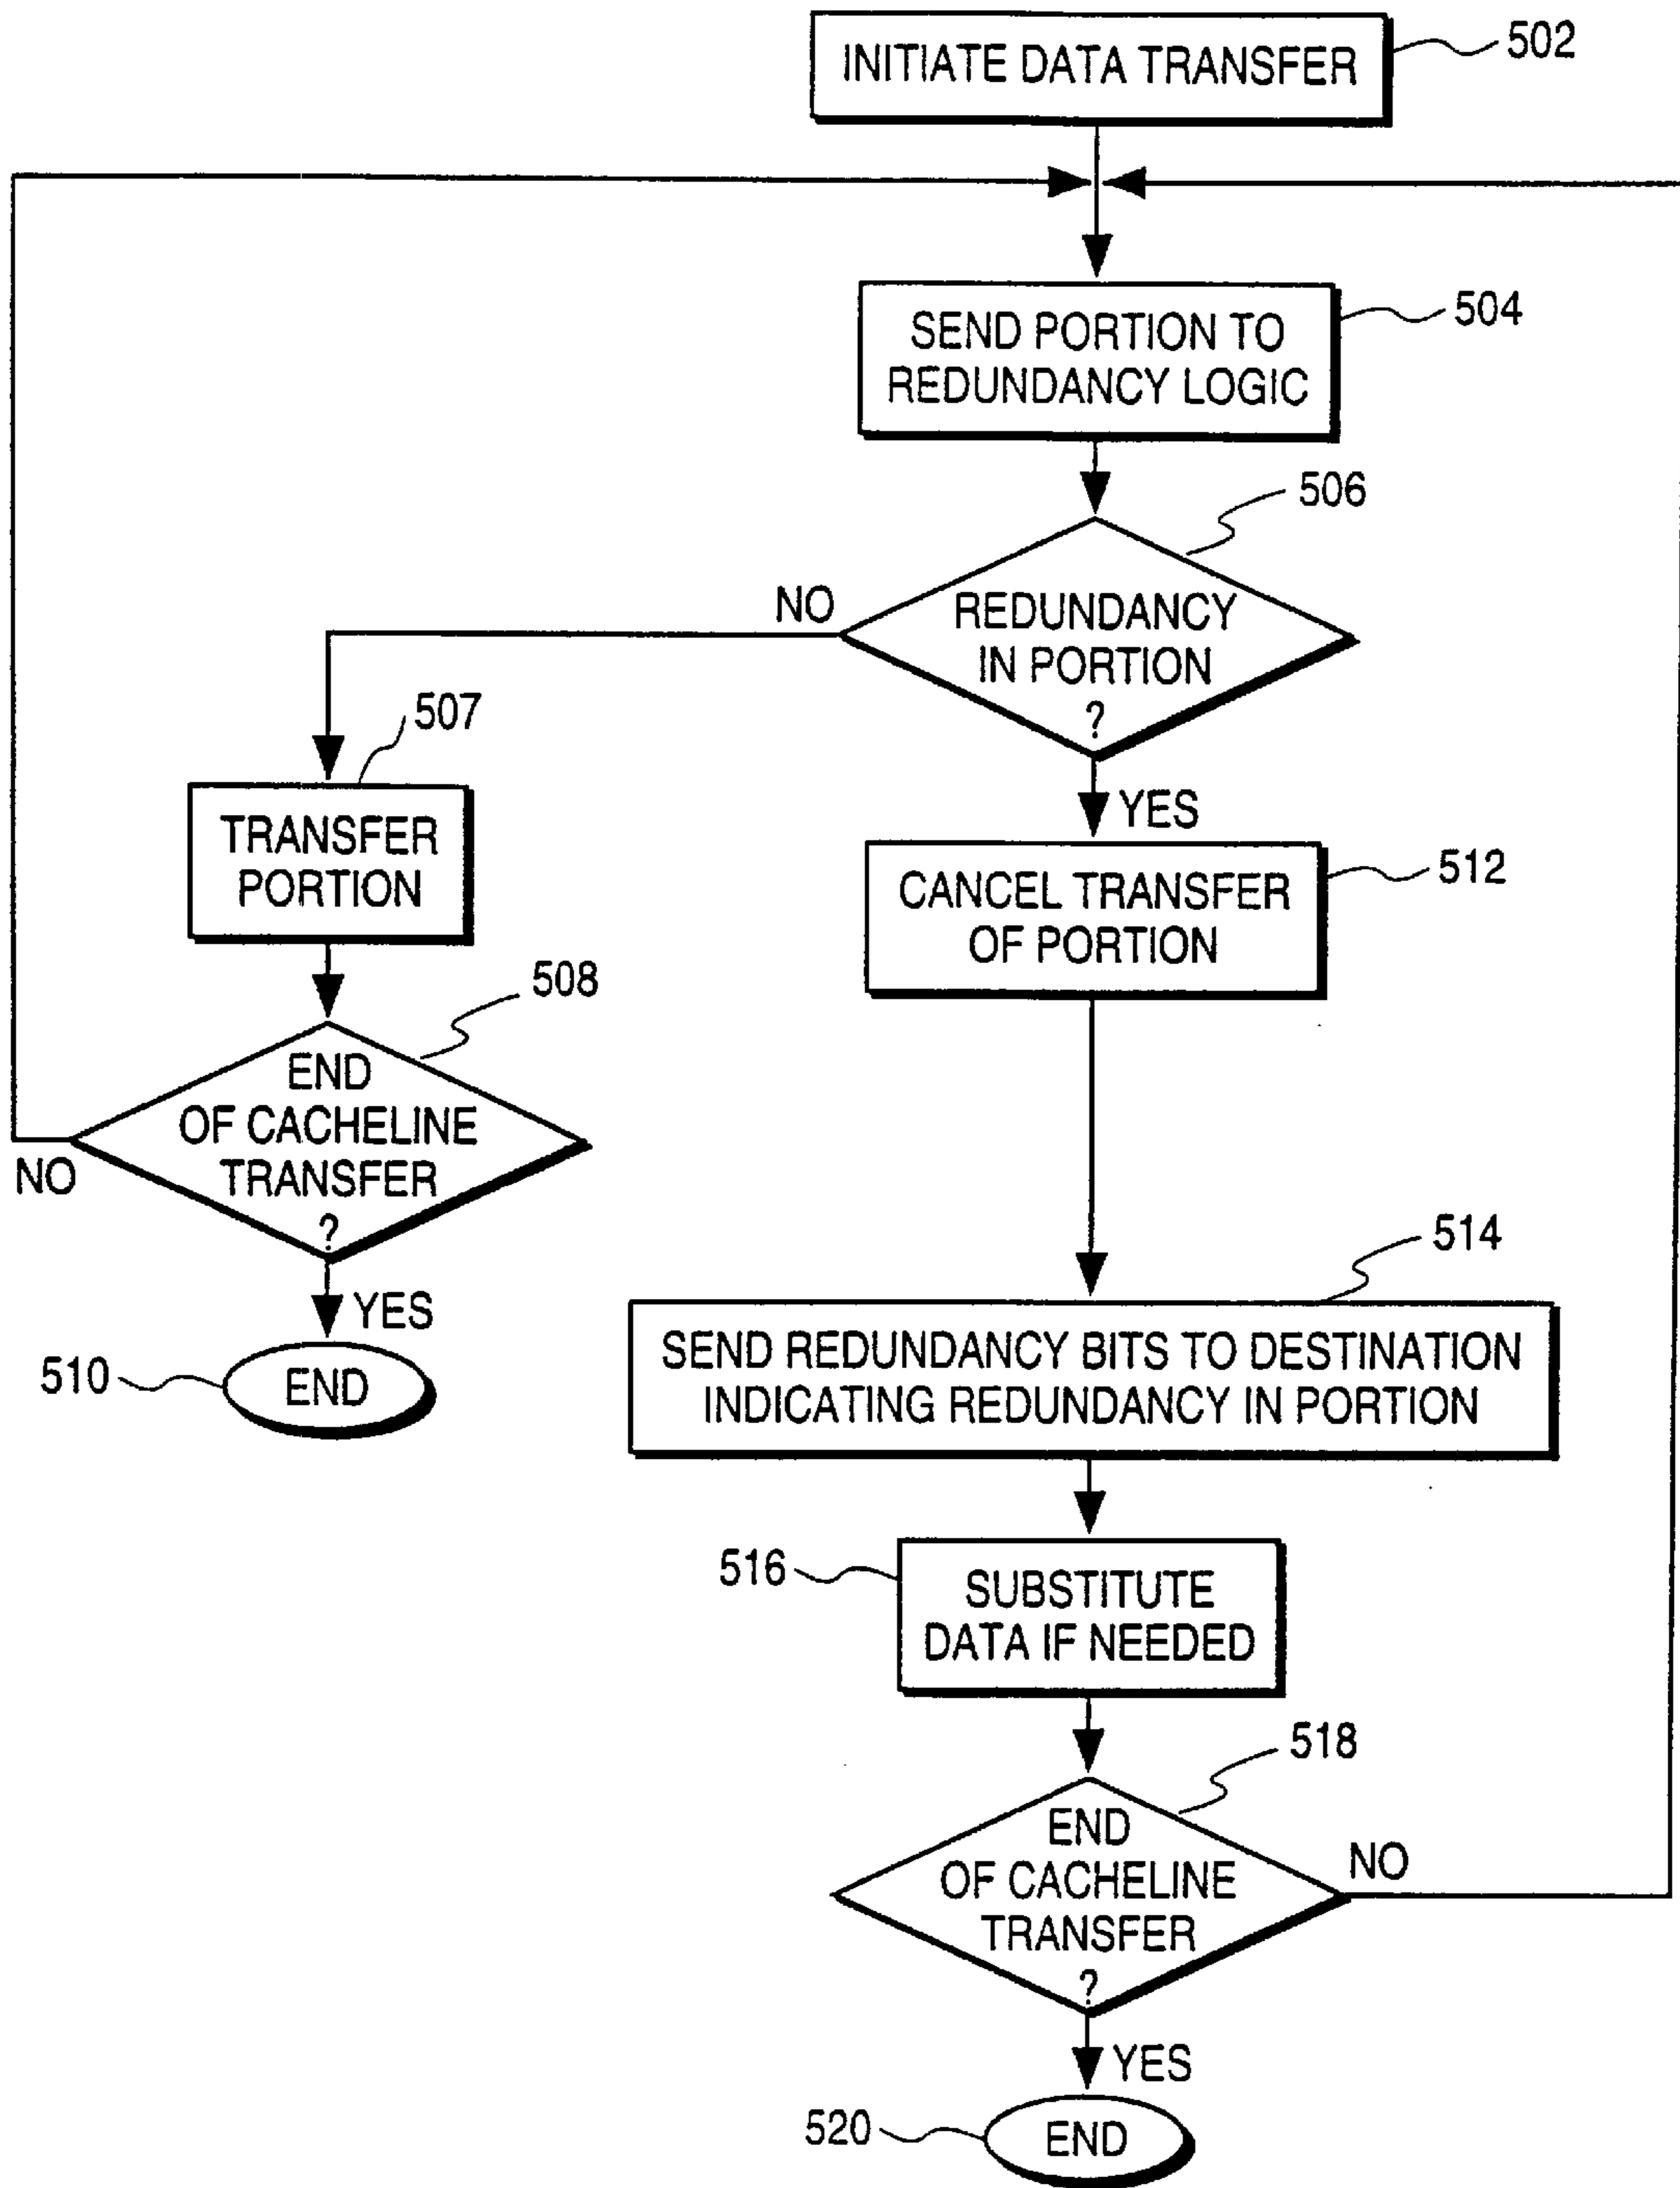 INITIATE DATA TRANSFER
502
SEND PORTION TO
REDUNDANCY LOGIC
504
506
REDUNDANCY
IN PORTION
?
NO
YES
507
TRANSFER
PORTION
512
CANCEL TRANSFER
OF PORTION
508
END
OF CACHELINE
TRANSFER
?
NO
YES
510
END
514
SEND REDUNDANCY BITS TO DESTINATION
INDICATING REDUNDANCY IN PORTION
516
SUBSTITUTE
DATA IF NEEDED
518
END
OF CACHELINE
TRANSFER
?
NO
YES
520
END